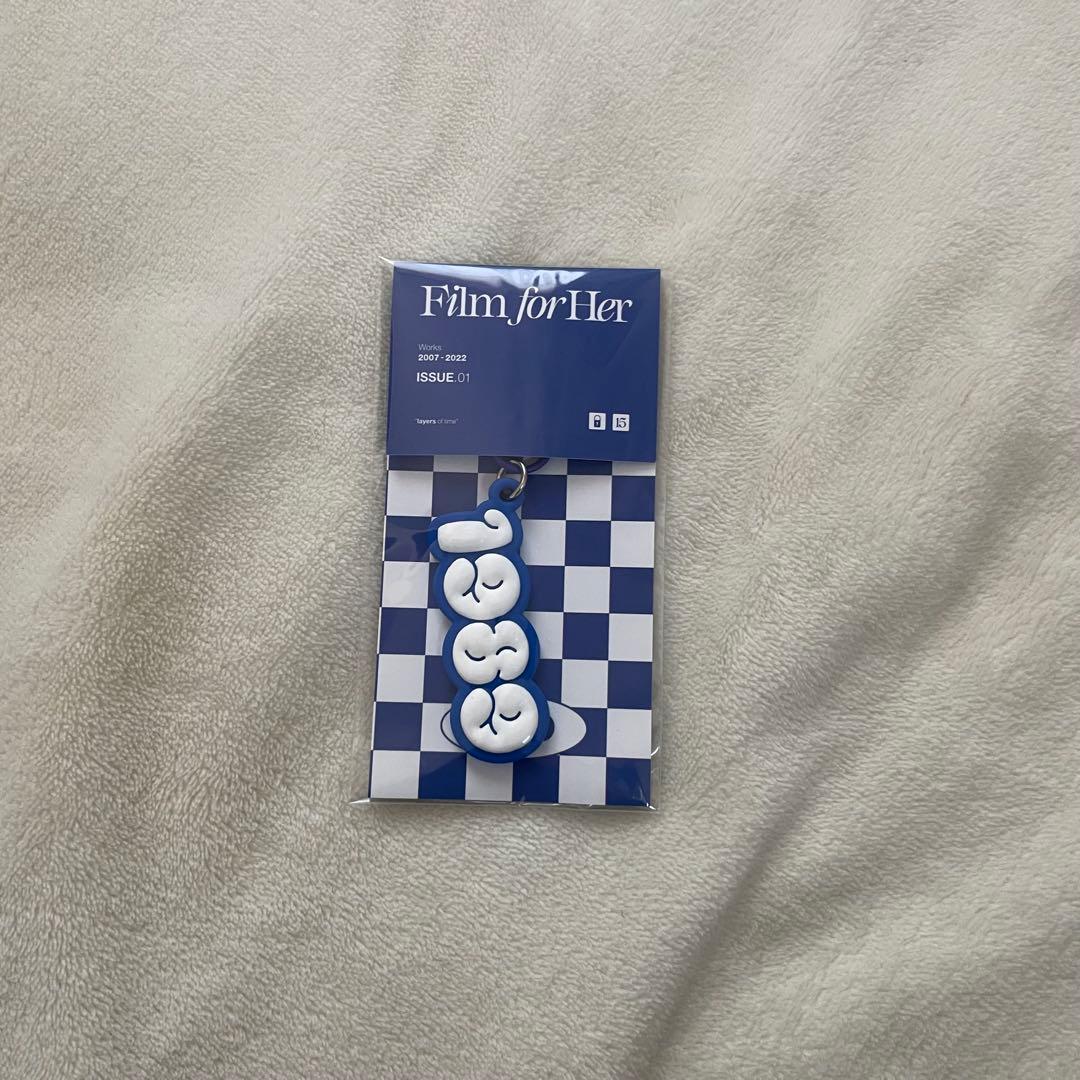 Film for Her
Works
2007 - 2022
ISSUE.01
"layers of time"
15